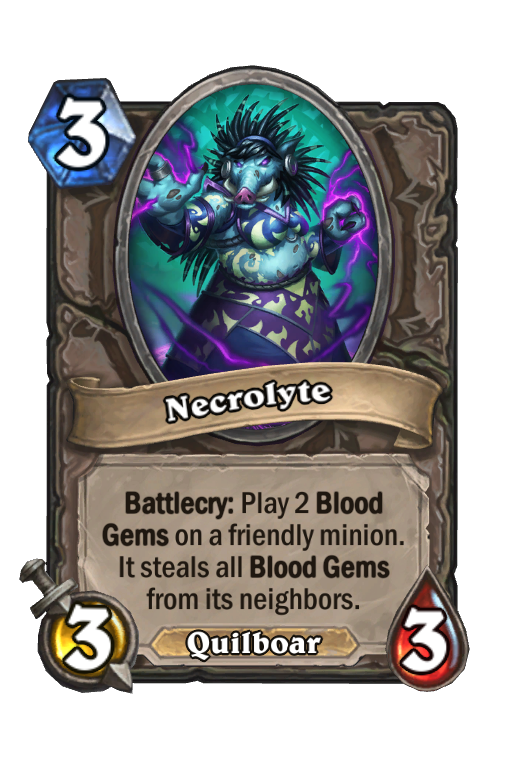 3
Necrolyte
Battlecry: Play 2 Blood
Gems on a friendly minion.
It steals all Blood Gems
from its neighbors.
3
Quilboar
3